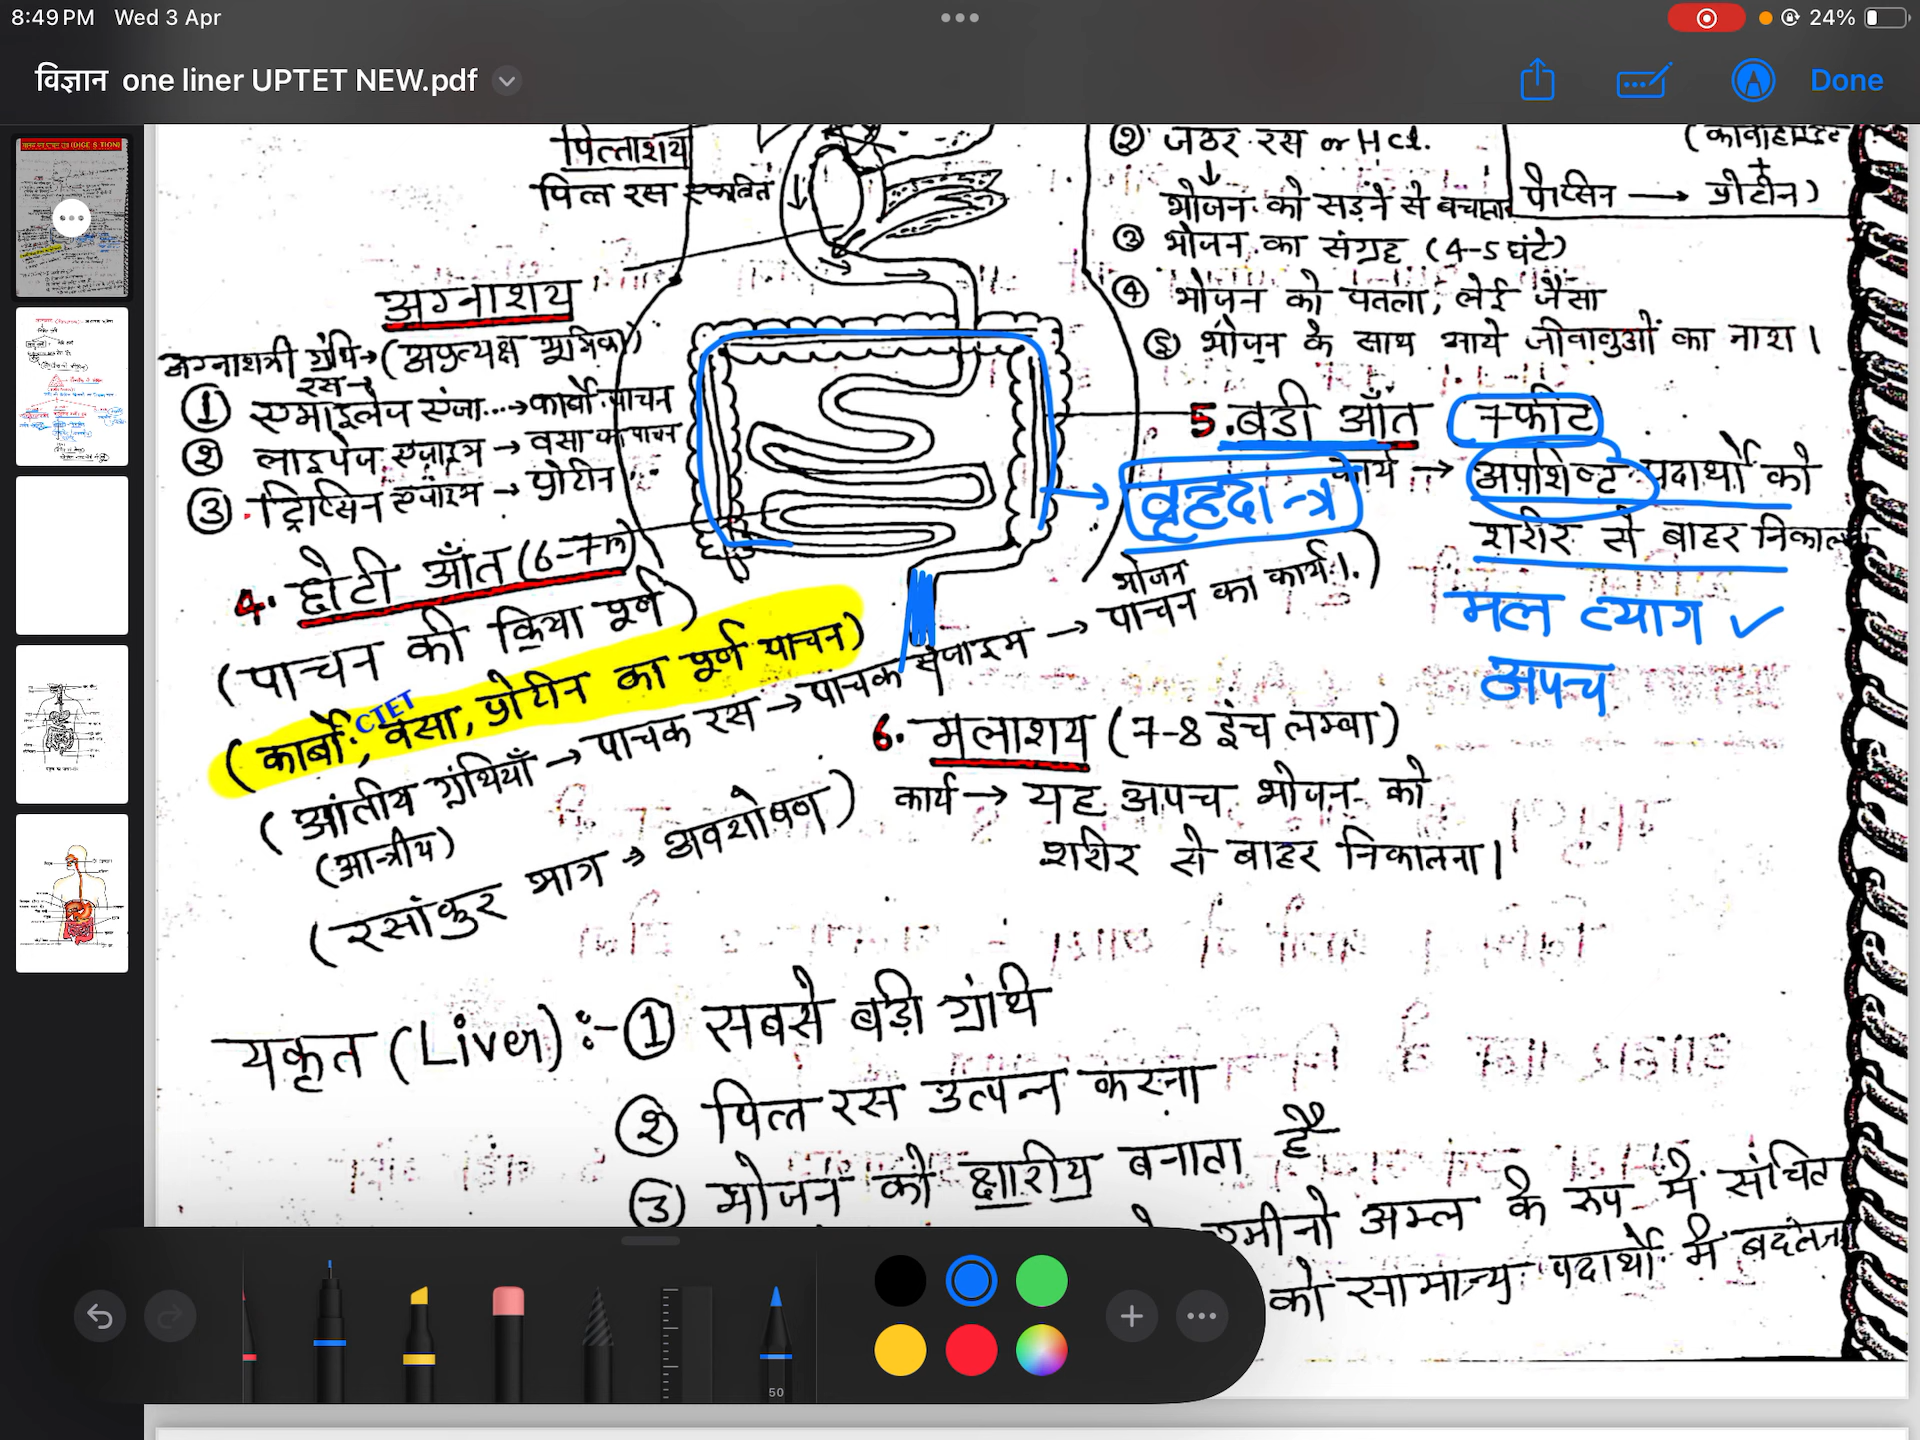 8:49 PM Wed 3 Apr
24%
विज्ञान one liner UPTET NEW.pdf
Done
पित्ताशय
पित्त रस स्त्रावित
② जठर रस or Hcl.
भोजन को सड़ने से बचाना
पेप्सिन → प्रोटीन)
③ भोजन का संग्रह (4-5 घंटे)
④ भोजन को पतला, लेई जैसा
⑤ भोजन के साथ आये जीवाणुओं का नाश।
अग्नाशय
(अप्रत्यक्ष भूमिका)
रस
① एमाइलेज एंजा...→कार्बो.पाचन
② लाइपेज एंजाइम → वसा का पाचन
③ ट्रिप्सिन एंजाइम → प्रोटीन
5. बडी आँत 7फीट
कार्य → अपशिष्ट पदार्थो को
शरीर से बाहर निकाल
वृहदान्त्र
मल त्याग ✓
अपच
4. छोटी आँत (6-7m)
(पाचन की क्रिया पूर्ण)
(कार्बो., वसा, प्रोटीन का पूर्ण पाचन)
CTET
(आंतीय ग्रंथियाँ → पाचक रस → पाचक एंजाइम → भोजन पाचन का कार्य।)
(आन्त्रीय)
(रसांकुर भाग → अवशोषण)
6. मलाशय (7-8 इंच लम्बा)
कार्य → यह अपच भोजन को
शरीर से बाहर निकालना।
यकृत (Liver) :- ① सबसे बड़ी ग्रंथि
② पित्त रस उत्पन्न करना
③ भोजन को क्षारीय बनाता है
अमीनो अम्ल के रूप में संचित
को सामान्य पदार्थो में बदलना
50